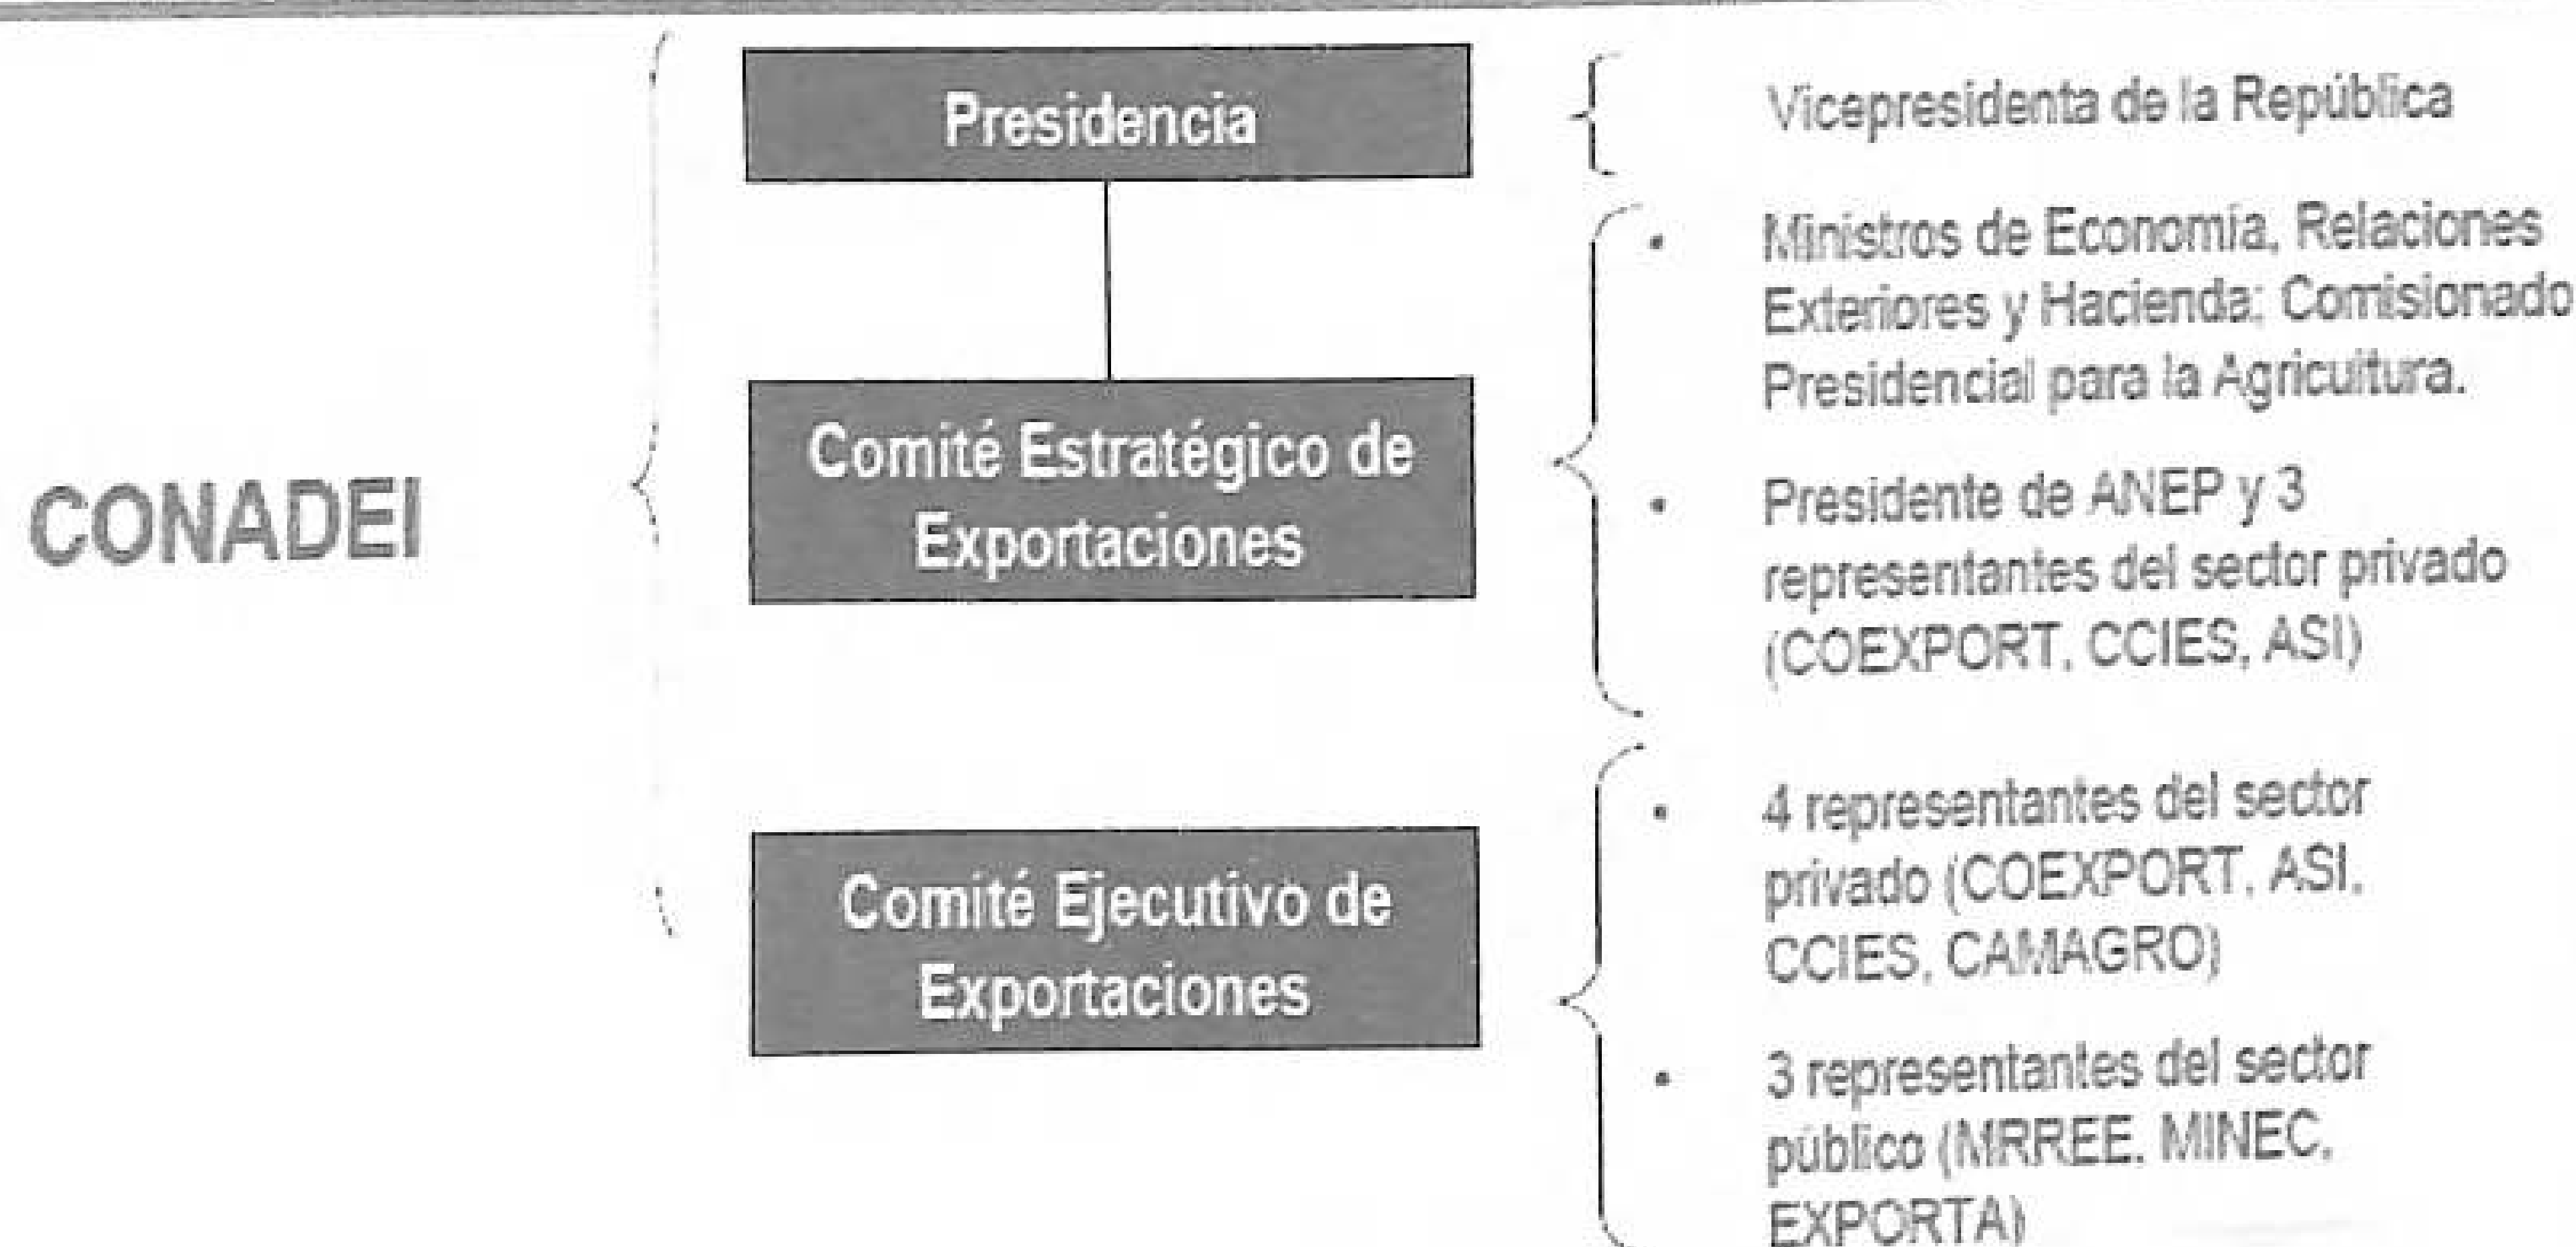 CONADEI
Presidencia
Vicepresidenta de la República
Comité Estratégico de
Exportaciones
• Ministros de Economía, Relaciones
Exteriores y Hacienda; Comisionado
Presidencial para la Agricultura.
• Presidente de ANEP y 3
representantes del sector privado
(COEXPORT, CCIES, ASI)
Comité Ejecutivo de
Exportaciones
• 4 representantes del sector
privado (COEXPORT, ASI,
CCIES, CAMAGRO)
• 3 representantes del sector
público (MRREE, MINEC,
EXPORTA)